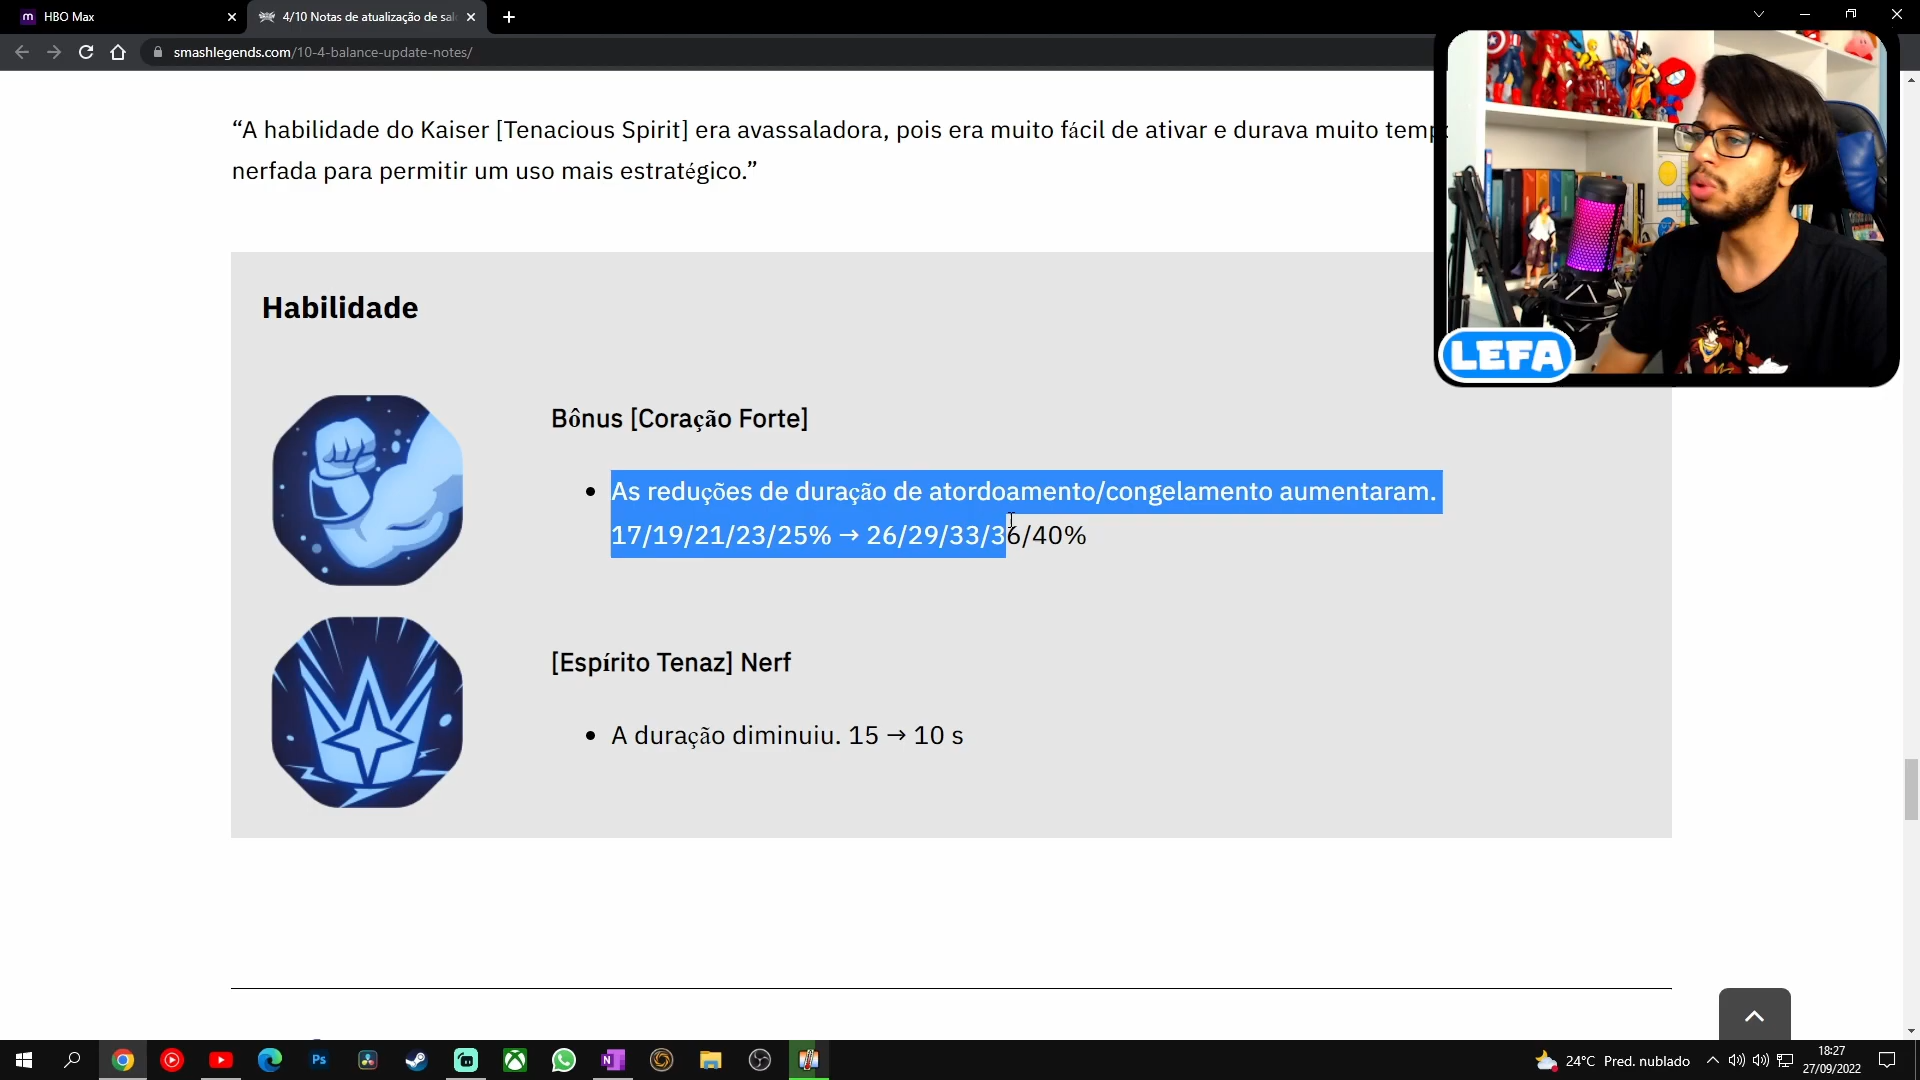 HBO Max
4/10 Notas de atualização de sal
smashlegends.com/10-4-balance-update-notes/
“A habilidade do Kaiser [Tenacious Spirit] era avassaladora, pois era muito fácil de ativar e durava muito temp
nerfada para permitir um uso mais estratégico.”
LEFA
Habilidade
Bônus [Coração Forte]
As reduções de duração de atordoamento/congelamento aumentaram.
17/19/21/23/25% → 26/29/33/36/40%
[Espírito Tenaz] Nerf
A duração diminuiu. 15 → 10 s
24°C Pred. nublado
18:27
27/09/2022